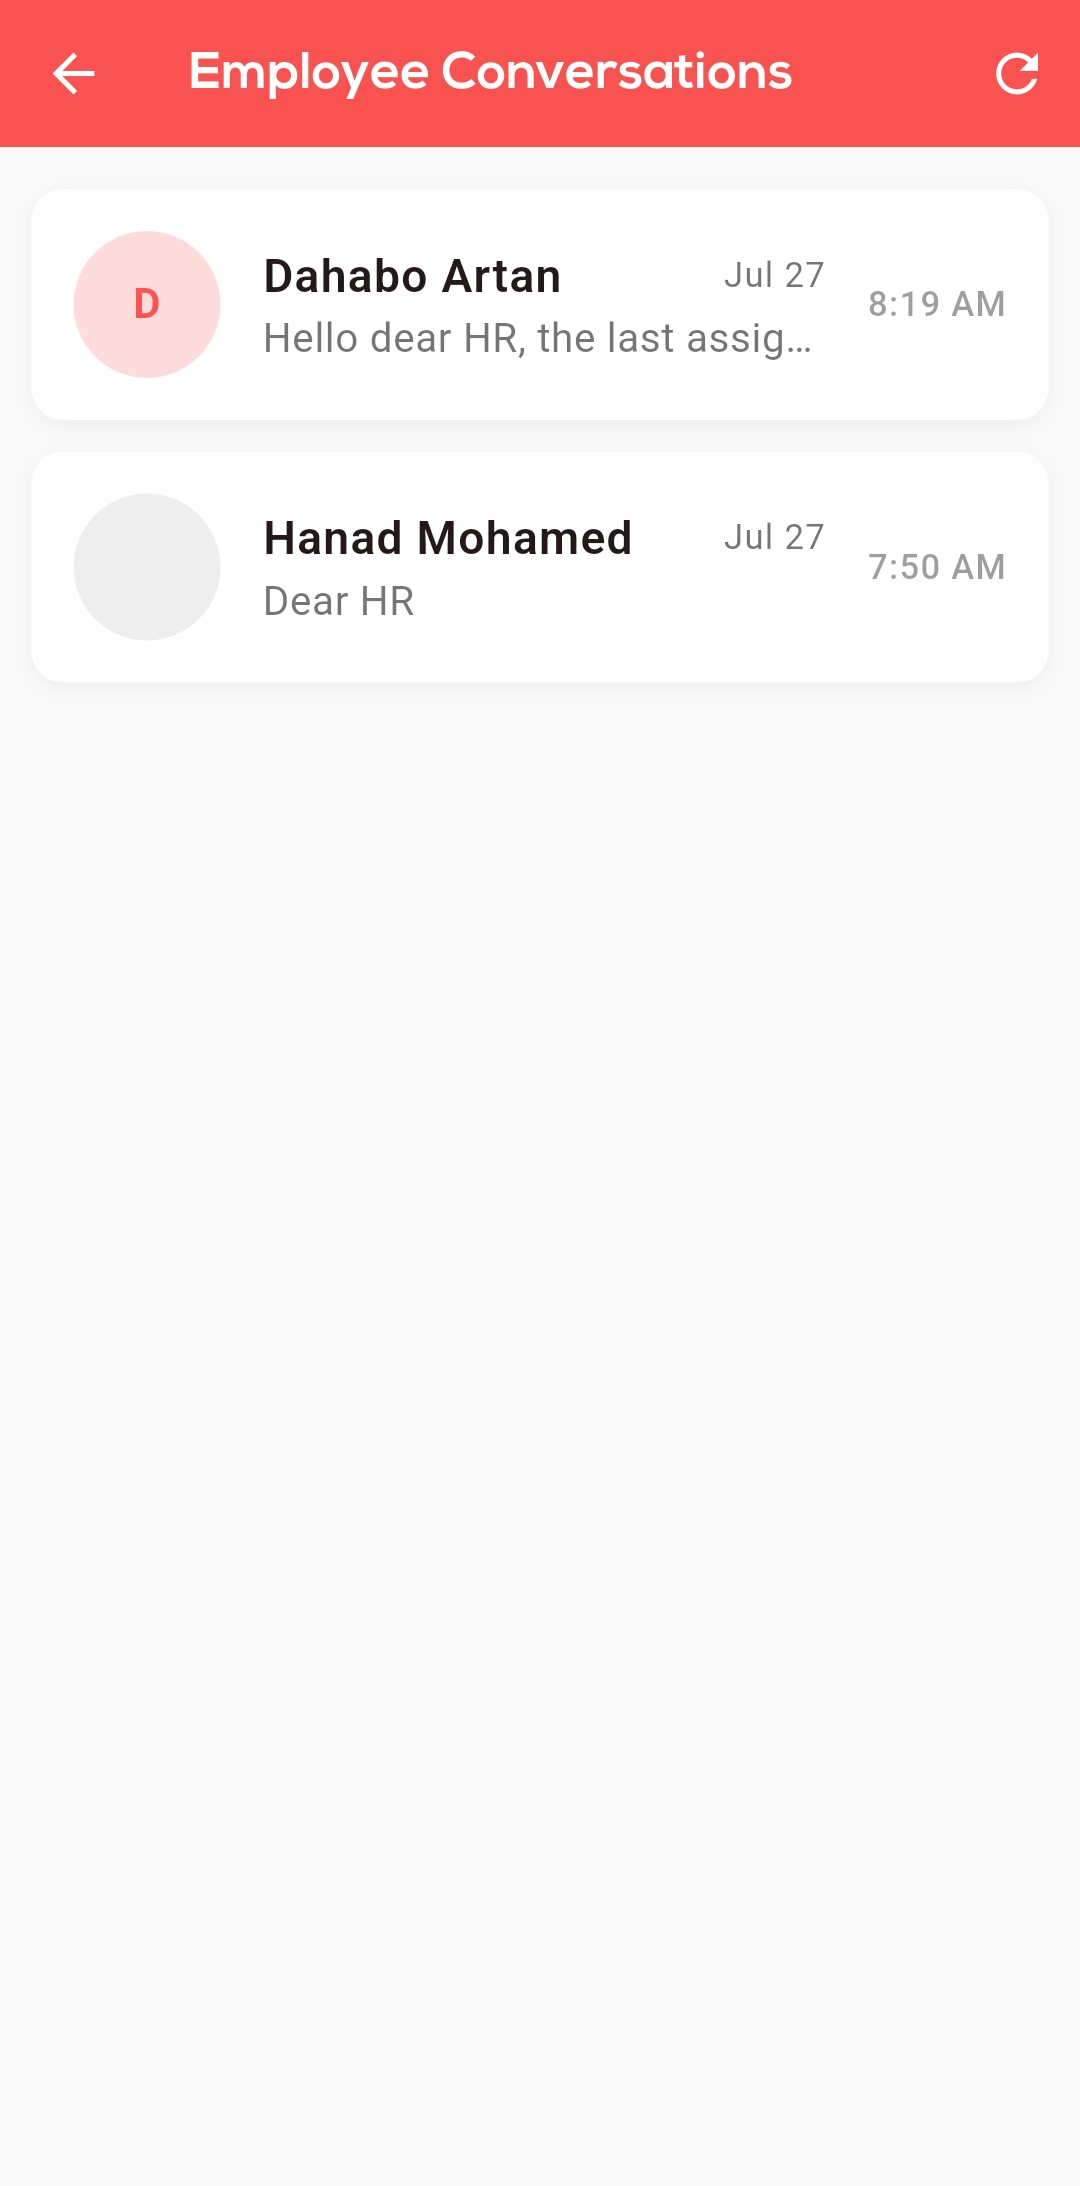 Employee Conversations
D
Dahabo Artan Jul 27
8:19 AM
Hello dear HR, the last assig...
Hanad Mohamed Jul 27
7:50 AM
Dear HR